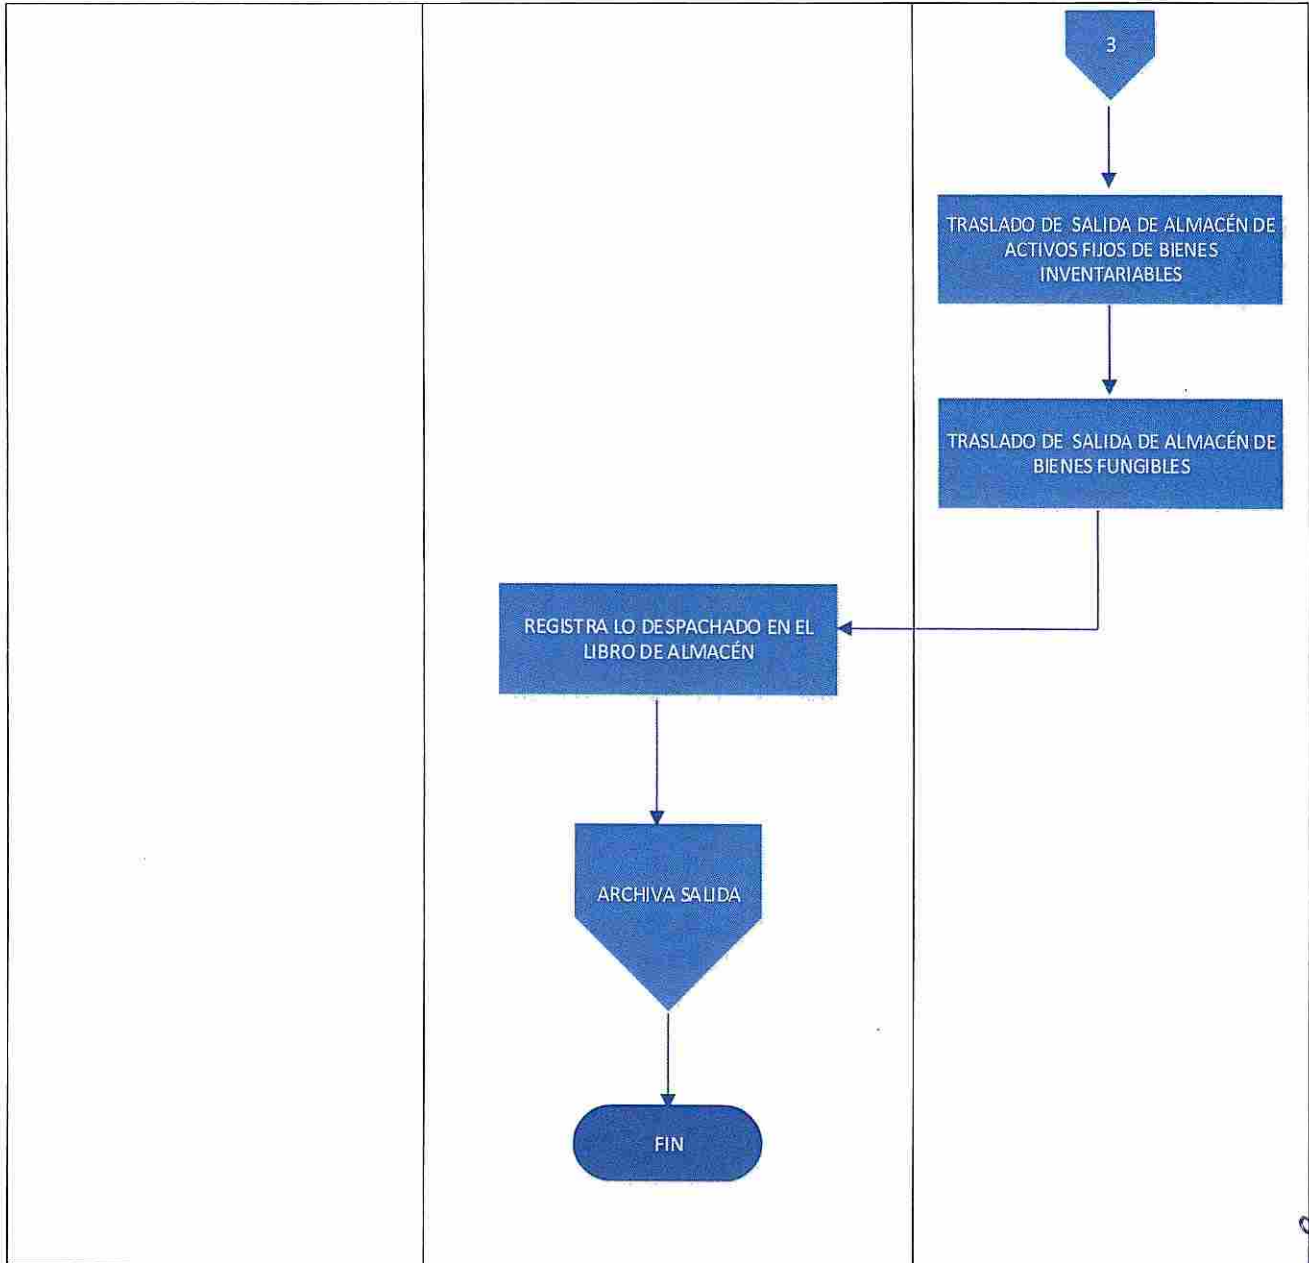 3
TRASLADO DE SALIDA DE ALMACÉN DE
ACTIVOS FIJOS DE BIENES
INVENTARIABLES
TRASLADO DE SALIDA DE ALMACÉN DE
BIENES FUNGIBLES
REGISTRA LO DESPACHADO EN EL
LIBRO DE ALMACÉN
ARCHIVA SALIDA
FIN